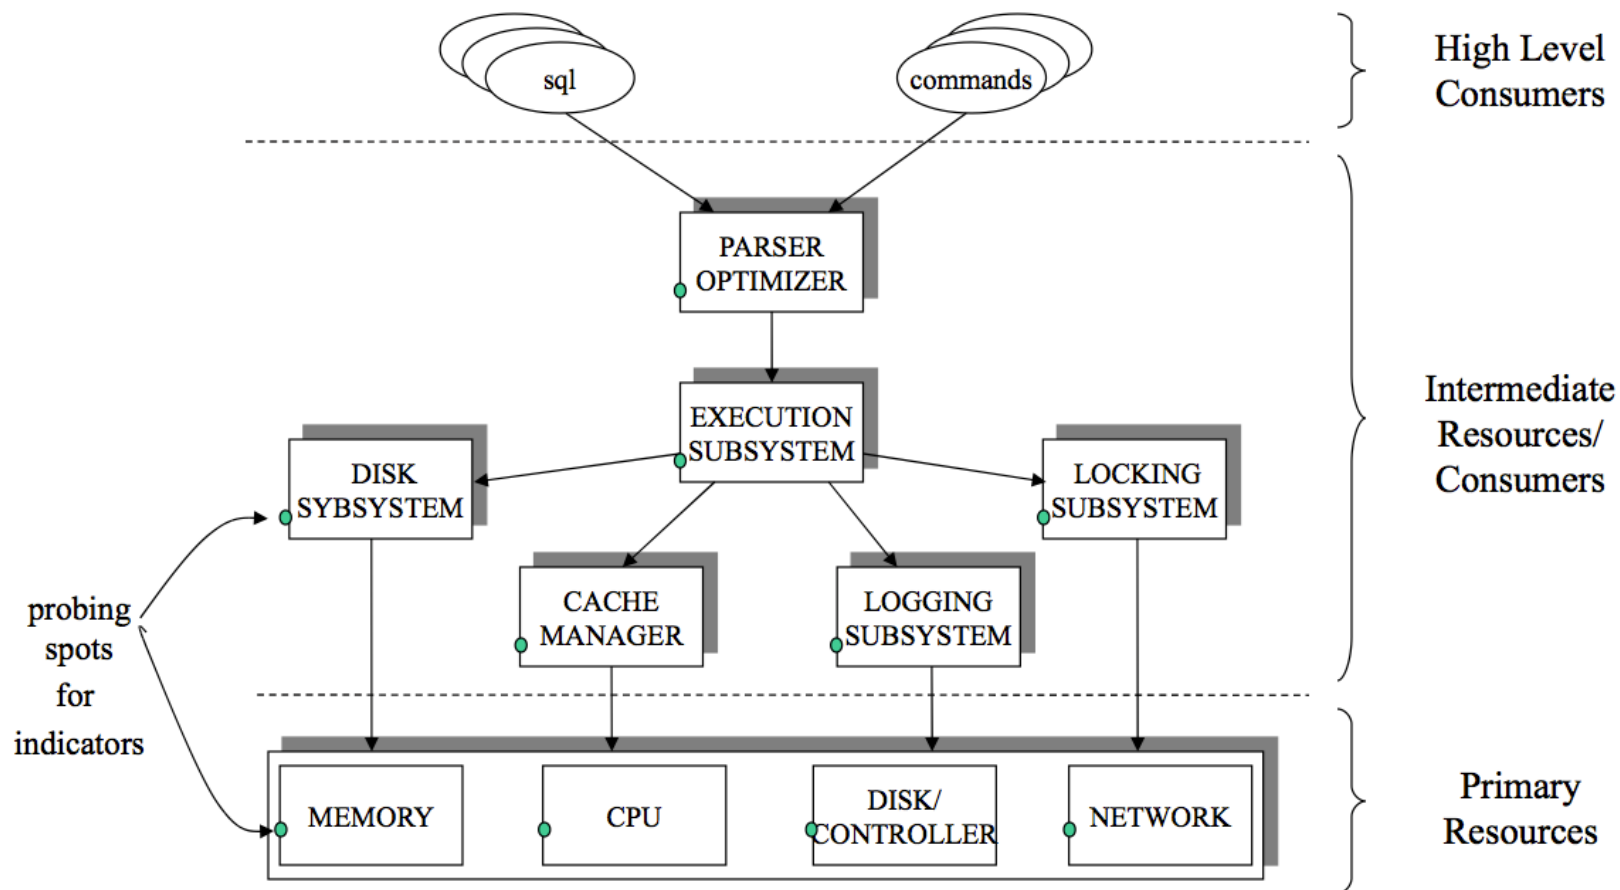 sql
commands
High Level
Consumers
PARSER
OPTIMIZER
EXECUTION
SUBSYSTEM
DISK
SYBSYSTEM
LOCKING
SUBSYSTEM
Intermediate
Resources/
Consumers
CACHE
MANAGER
LOGGING
SUBSYSTEM
probing
spots
for
indicators
MEMORY
CPU
DISK/
CONTROLLER
NETWORK
Primary
Resources